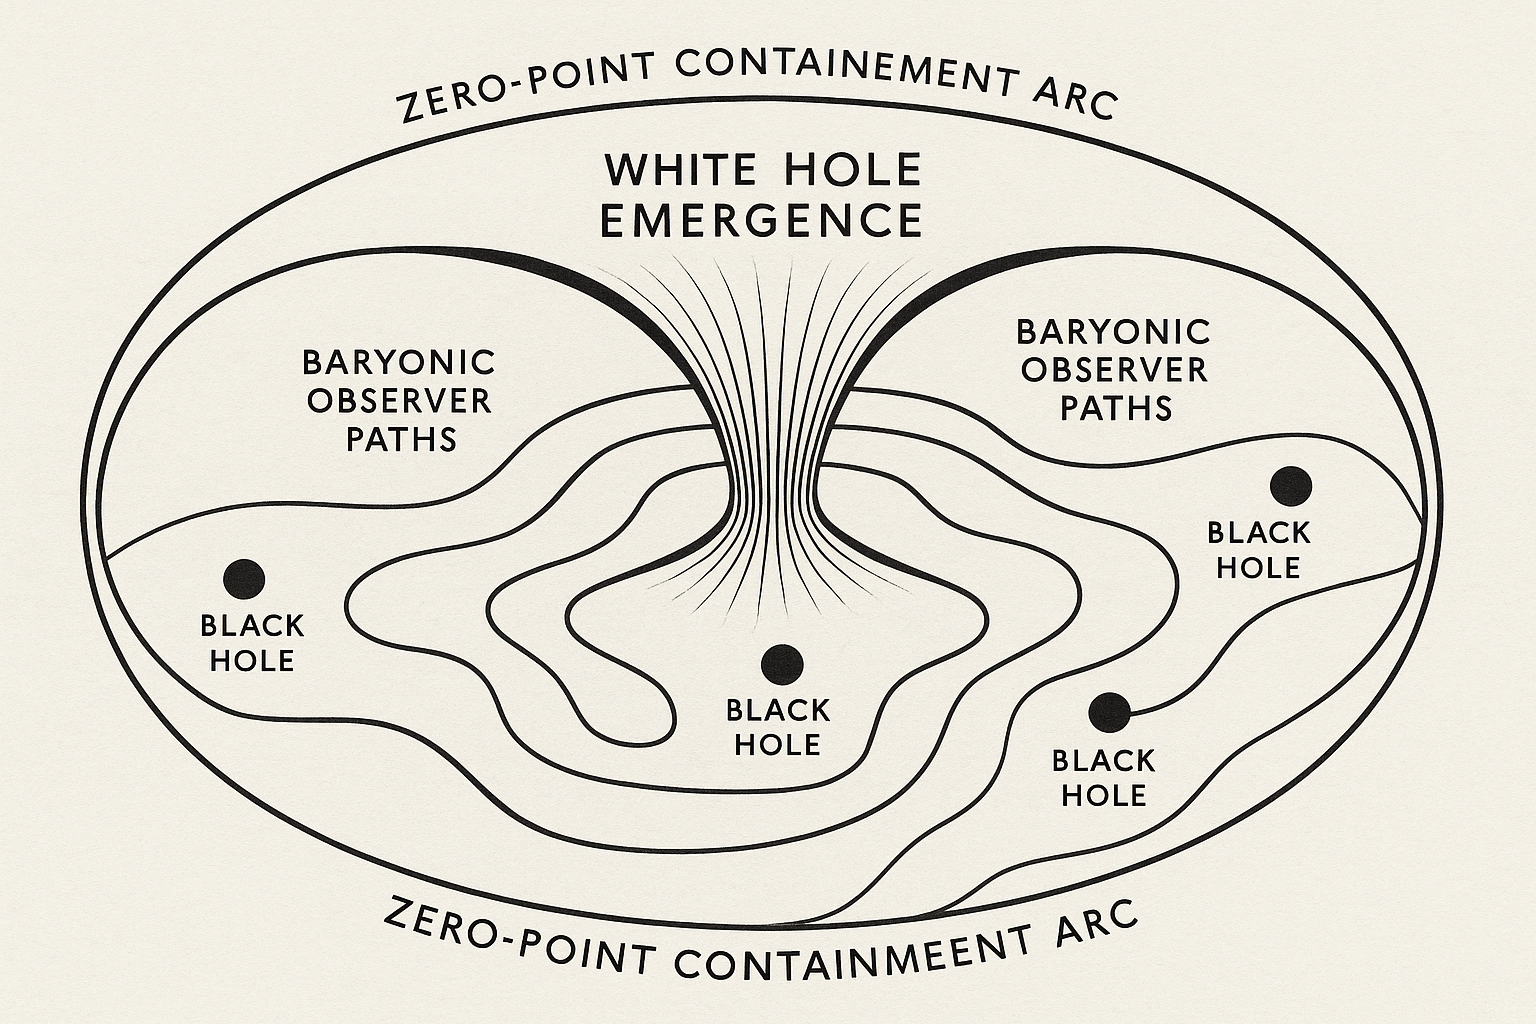 ZERO-POINT CONTAINEMENT ARC
WHITE HOLE
EMERGENCE
BARYONIC
OBSERVER
PATHS
BARYONIC
OBSERVER
PATHS
BLACK
HOLE
BLACK
HOLE
BLACK
HOLE
BLACK
HOLE
ZERO-POINT CONTAINMEENT ARC